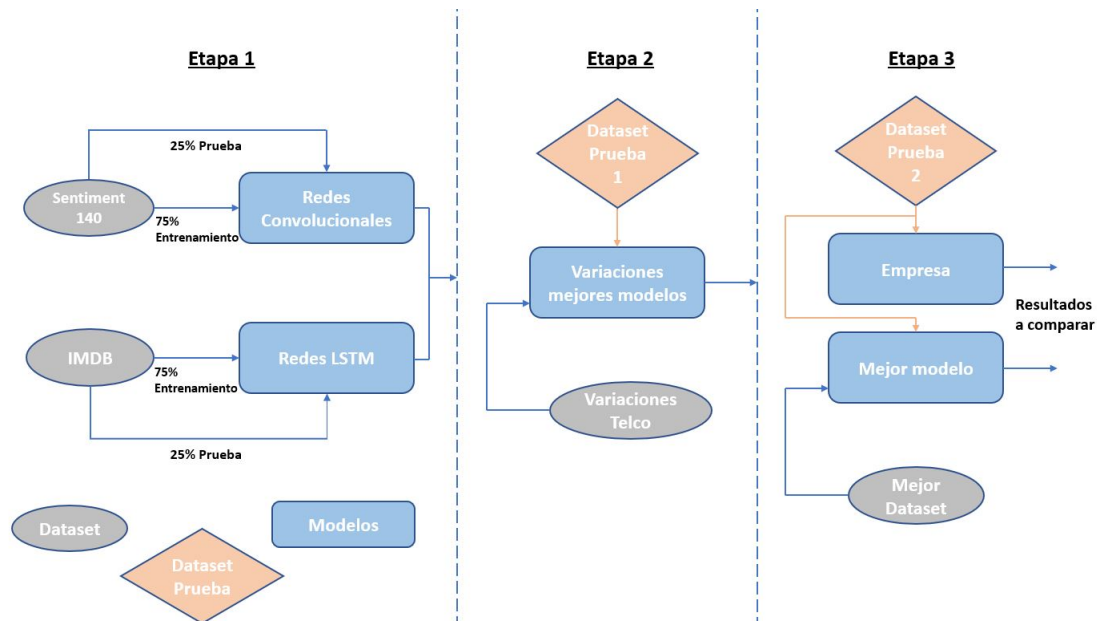 Etapa 1
25% Prueba
Sentiment
140
75%
Entrenamiento
Redes
Convolucionales
IMDB
75%
Entrenamiento
Redes LSTM
25% Prueba
Dataset
Dataset
Prueba
Modelos
Etapa 2
Dataset
Prueba
1
Variaciones
mejores modelos
Variaciones
Telco
Etapa 3
Dataset
Prueba
2
Empresa
Resultados
a comparar
Mejor modelo
Mejor
Dataset